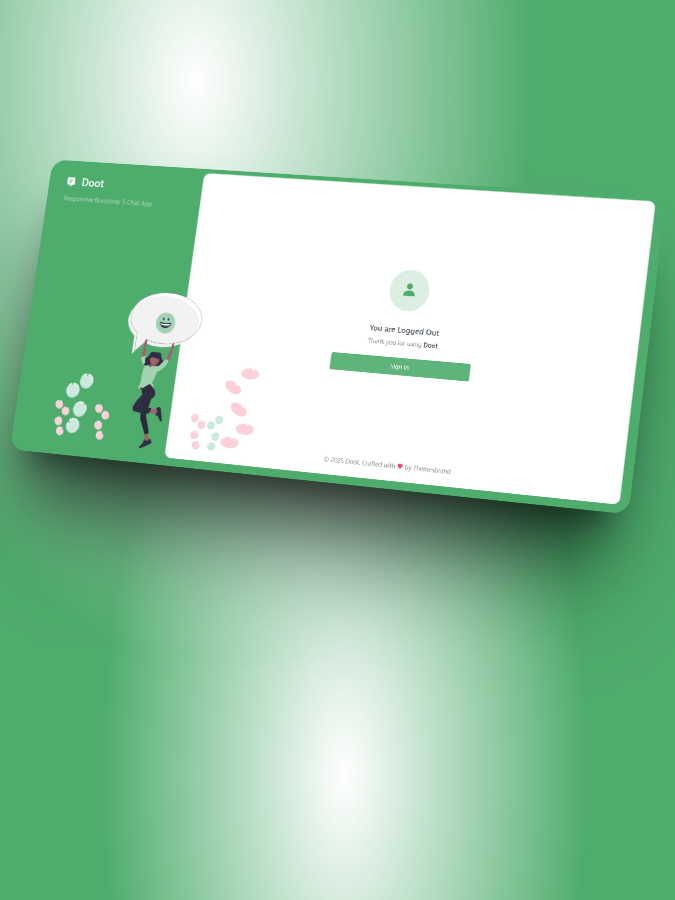 Doot
Responsive Bootstrap 5 Chat App
You are Logged Out
Thank you for using Doot
Sign In
© 2025 Doot. Crafted with ❤ by Themesbrand